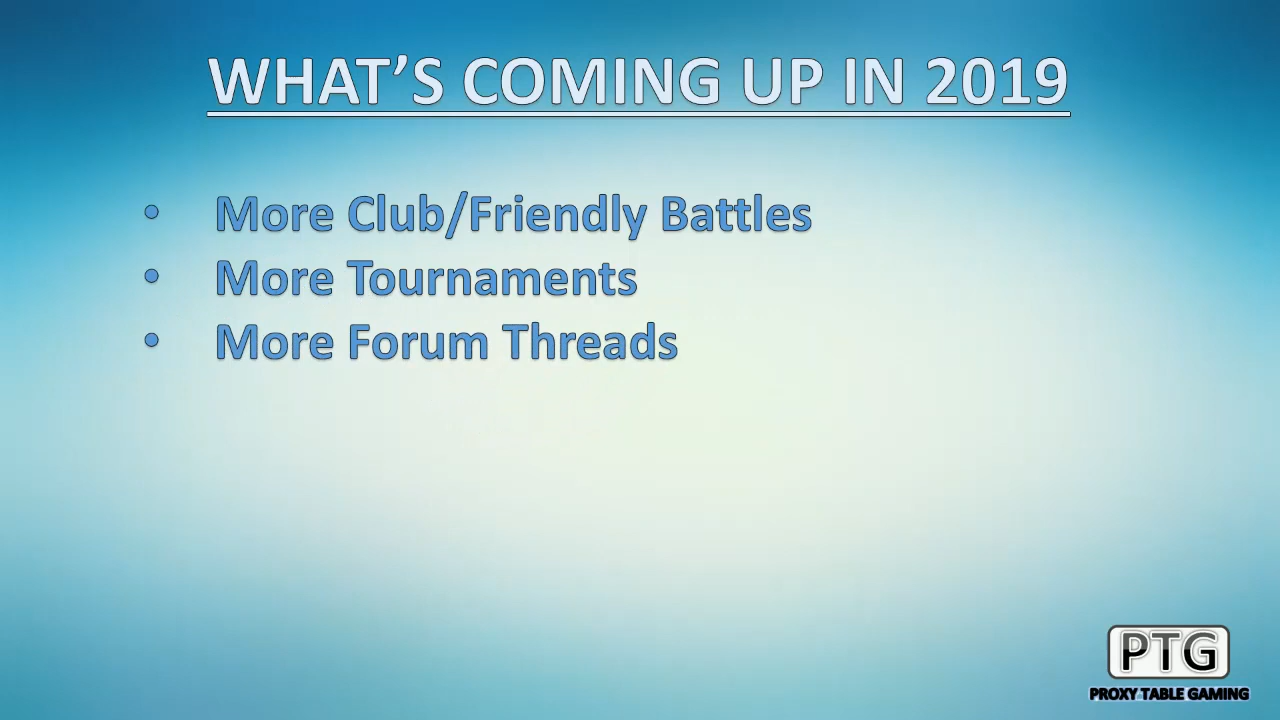 WHAT’S COMING UP IN 2019
• More Club/Friendly Battles
• More Tournaments
• More Forum Threads
PTG
PROXY TABLE GAMING